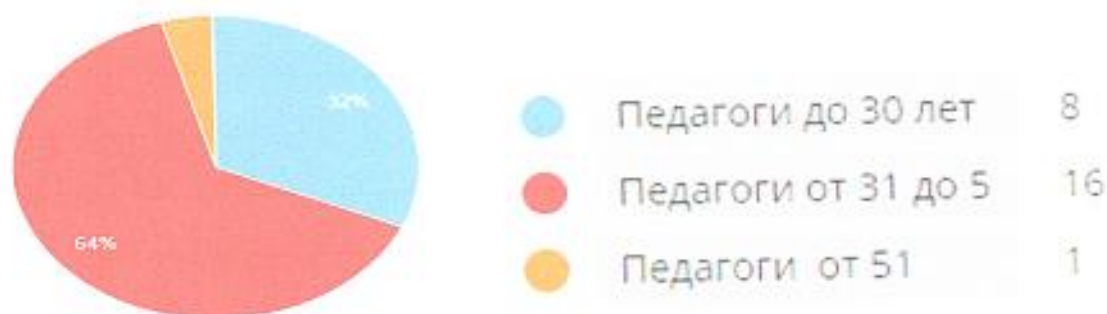 32%
64%
Педагоги до 30 лет 8
Педагоги от 31 до 5 16
Педагоги от 51 1